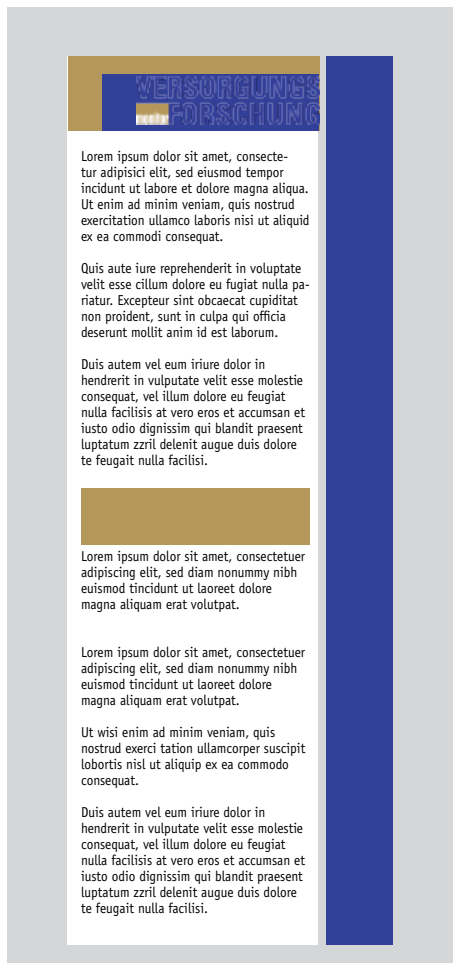 VERSORGUNGS
FORSCHUNG
Lorem ipsum dolor sit amet, consecte-
tur adipisici elit, sed eiusmod tempor
incidunt ut labore et dolore magna aliqua.
Ut enim ad minim veniam, quis nostrud
exercitation ullamco laboris nisi ut aliquid
ex ea commodi consequat.
Quis aute iure reprehenderit in voluptate
velit esse cillum dolore eu fugiat nulla pa-
riatur. Excepteur sint obcaecat cupiditat
non proident, sunt in culpa qui officia
deserunt mollit anim id est laborum.
Duis autem vel eum iriure dolor in
hendrerit in vulputate velit esse molestie
consequat, vel illum dolore eu feugiat
nulla facilisis at vero eros et accumsan et
iusto odio dignissim qui blandit praesent
luptatum zzril delenit augue duis dolore
te feugait nulla facilisi.
Lorem ipsum dolor sit amet, consectetuer
adipiscing elit, sed diam nonummy nibh
euismod tincidunt ut laoreet dolore
magna aliquam erat volutpat.
Lorem ipsum dolor sit amet, consectetuer
adipiscing elit, sed diam nonummy nibh
euismod tincidunt ut laoreet dolore
magna aliquam erat volutpat.
Ut wisi enim ad minim veniam, quis
nostrud exerci tation ullamcorper suscipit
lobortis nisl ut aliquip ex ea commodo
consequat.
Duis autem vel eum iriure dolor in
hendrerit in vulputate velit esse molestie
consequat, vel illum dolore eu feugiat
nulla facilisis at vero eros et accumsan et
iusto odio dignissim qui blandit praesent
luptatum zzril delenit augue duis dolore
te feugait nulla facilisi.